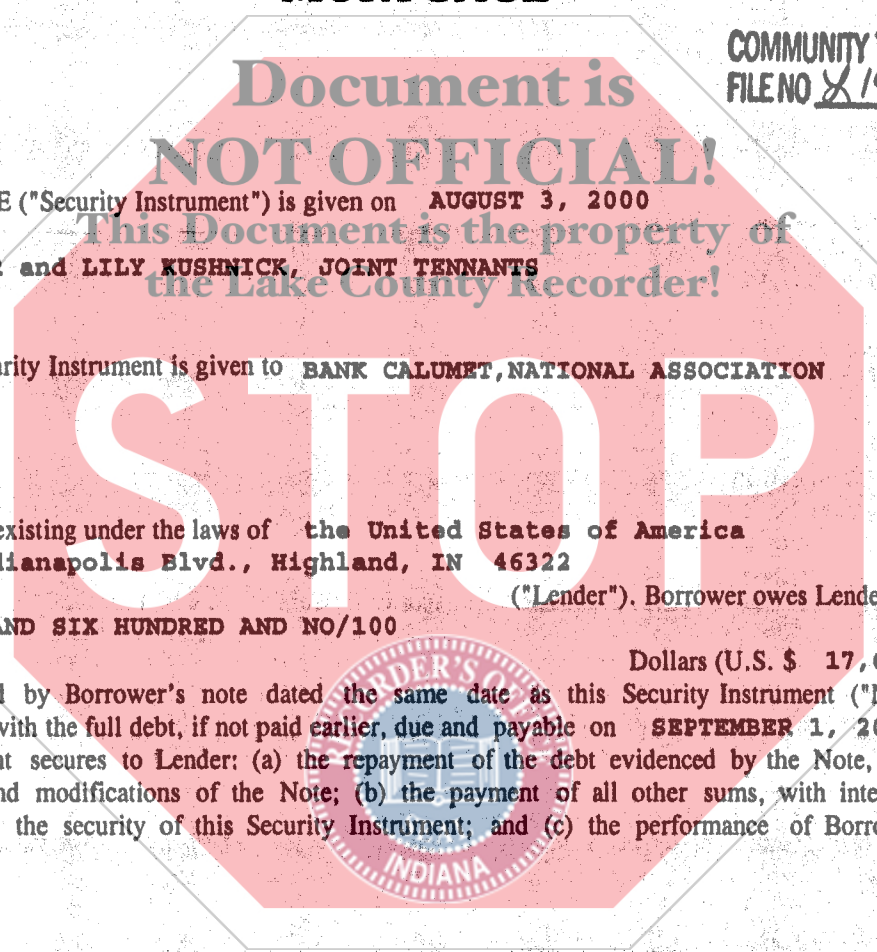 COMMUNITY
FILE NO
Document is
NOT OFFICIAL!
E ("Security Instrument") is given on AUGUST 3, 2000
This Document is the property of
and LILY KUSHNICK, JOINT TENNANTS
the Lake County Recorder!
rity Instrument is given to BANK CALUMET,NATIONAL ASSOCIATION
STOP
existing under the laws of the United States of America
dianapolis Blvd., Highland, IN 46322
("Lender"). Borrower owes Lende
AND SIX HUNDRED AND NO/100
Dollars (U.S. $ 17,
d by Borrower's note dated the same date as this Security Instrument ("
with the full debt, if not paid earlier, due and payable on SEPTEMBER 1, 20
nt secures to Lender: (a) the repayment of the debt evidenced by the Note,
nd modifications of the Note; (b) the payment of all other sums, with inte
the security of this Security Instrument; and (c) the performance of Borro
RDER'S OFFICE
INDIANA